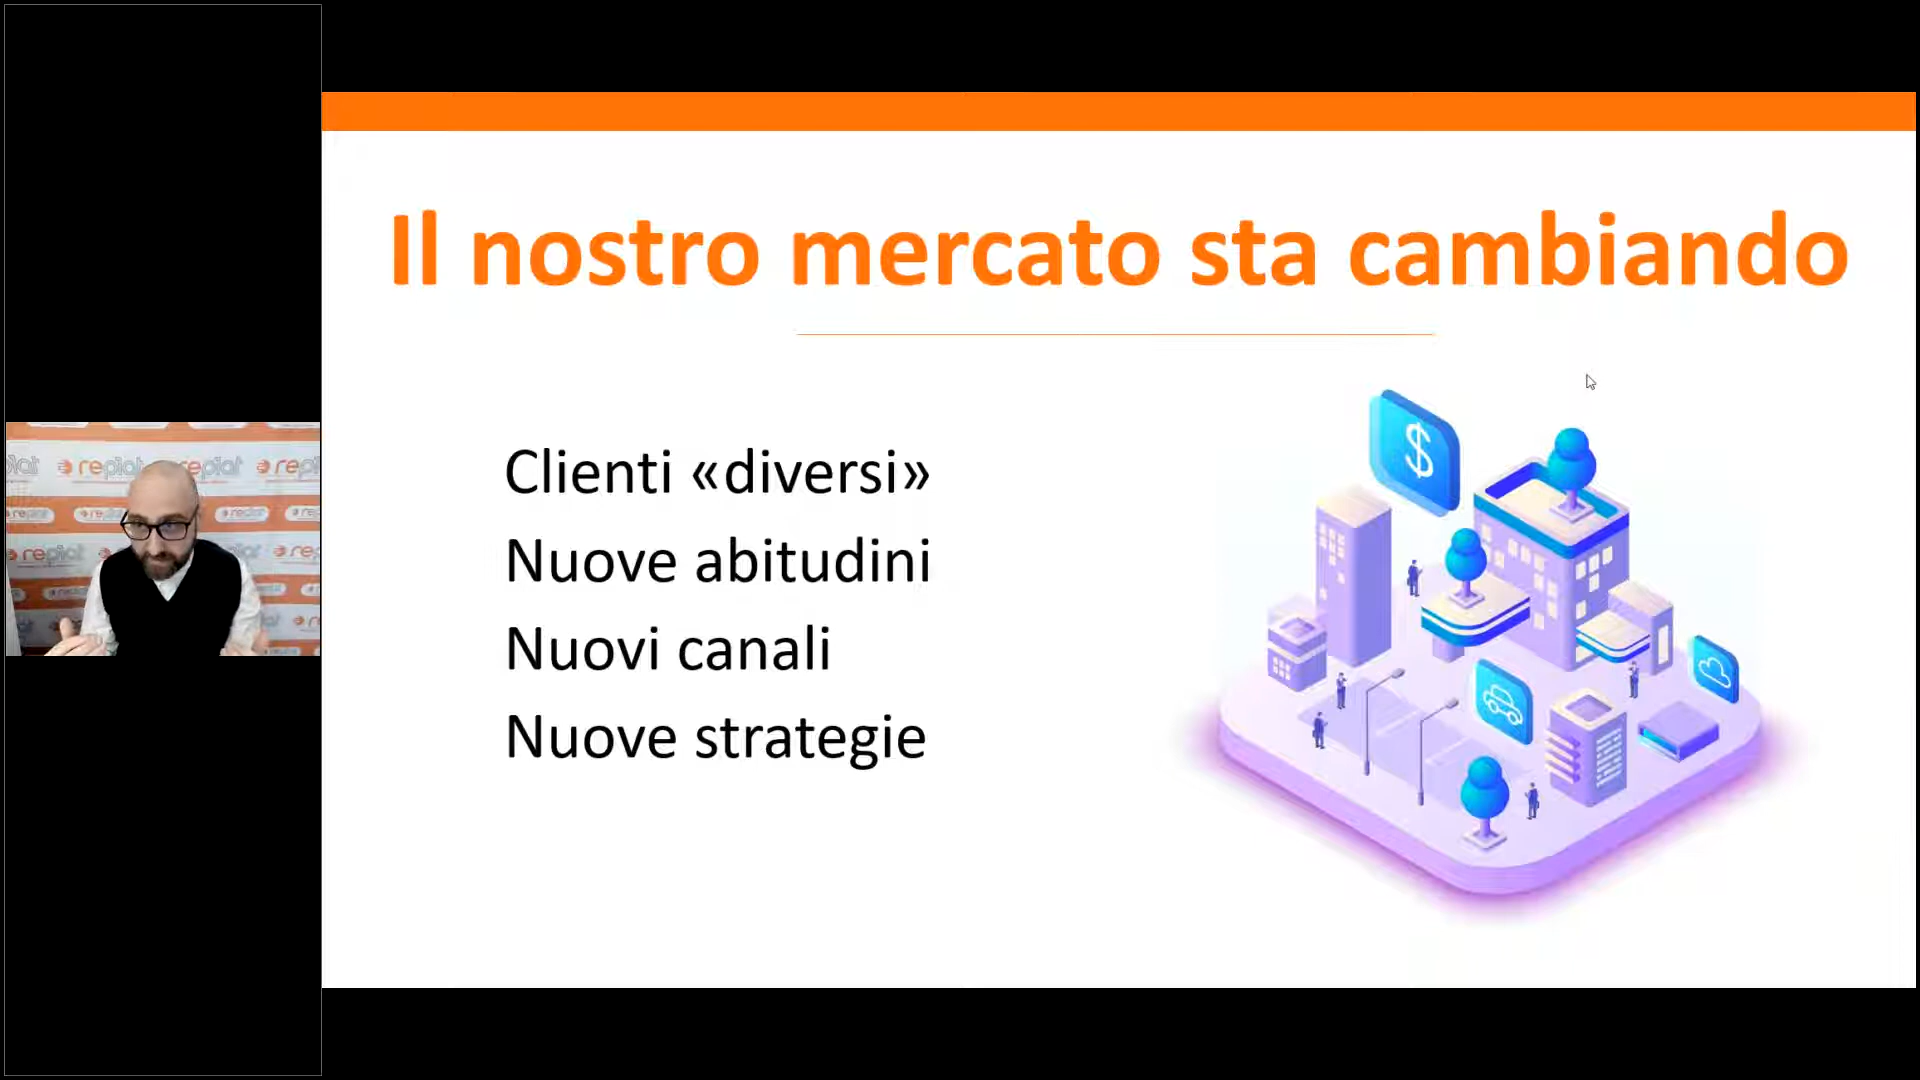 Il nostro mercato sta cambiando
Clienti «diversi»
Nuove abitudini
Nuovi canali
Nuove strategie
$